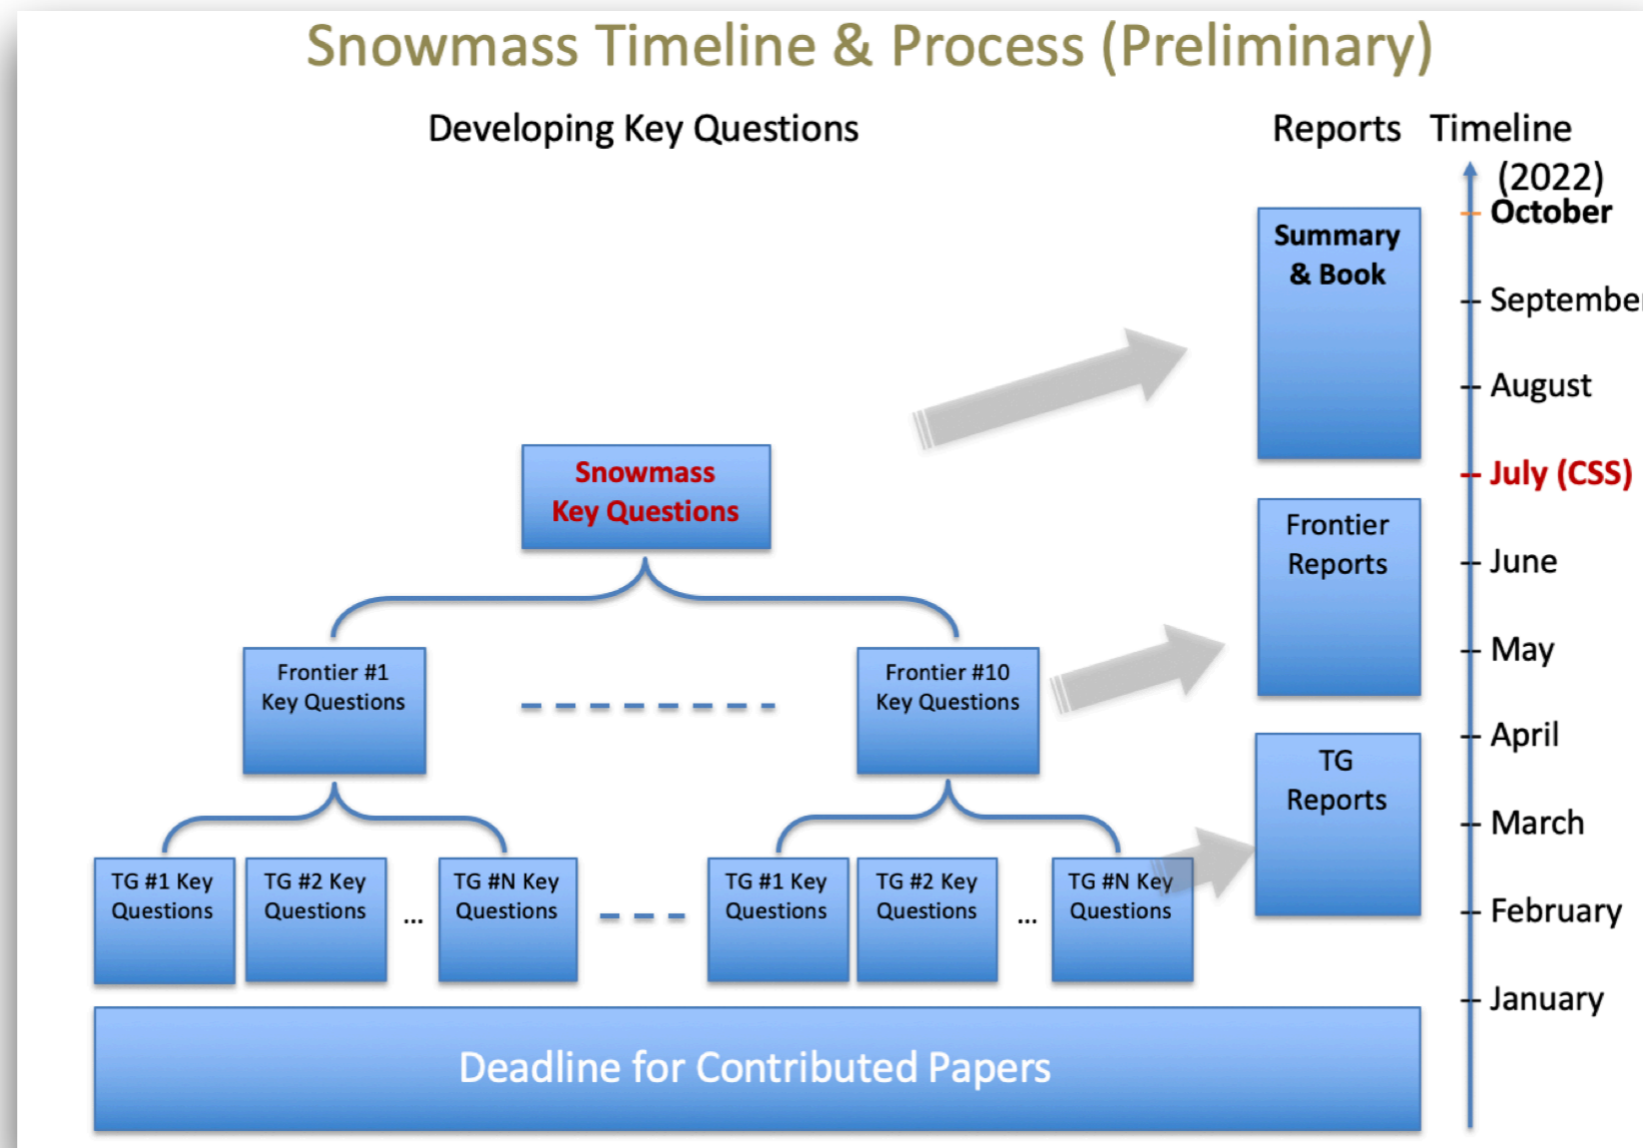 Snowmass Timeline & Process (Preliminary)
Developing Key Questions
Reports
Timeline
(2022)
October
Summary
& Book
September
August
Snowmass
Key Questions
July (CSS)
Frontier
Reports
June
Frontier #1
Key Questions
Frontier #10
Key Questions
May
April
TG
Reports
March
TG #1 Key
Questions
TG #2 Key
Questions
...
TG #N Key
Questions
TG #1 Key
Questions
TG #2 Key
Questions
...
TG #N Key
Questions
February
January
Deadline for Contributed Papers